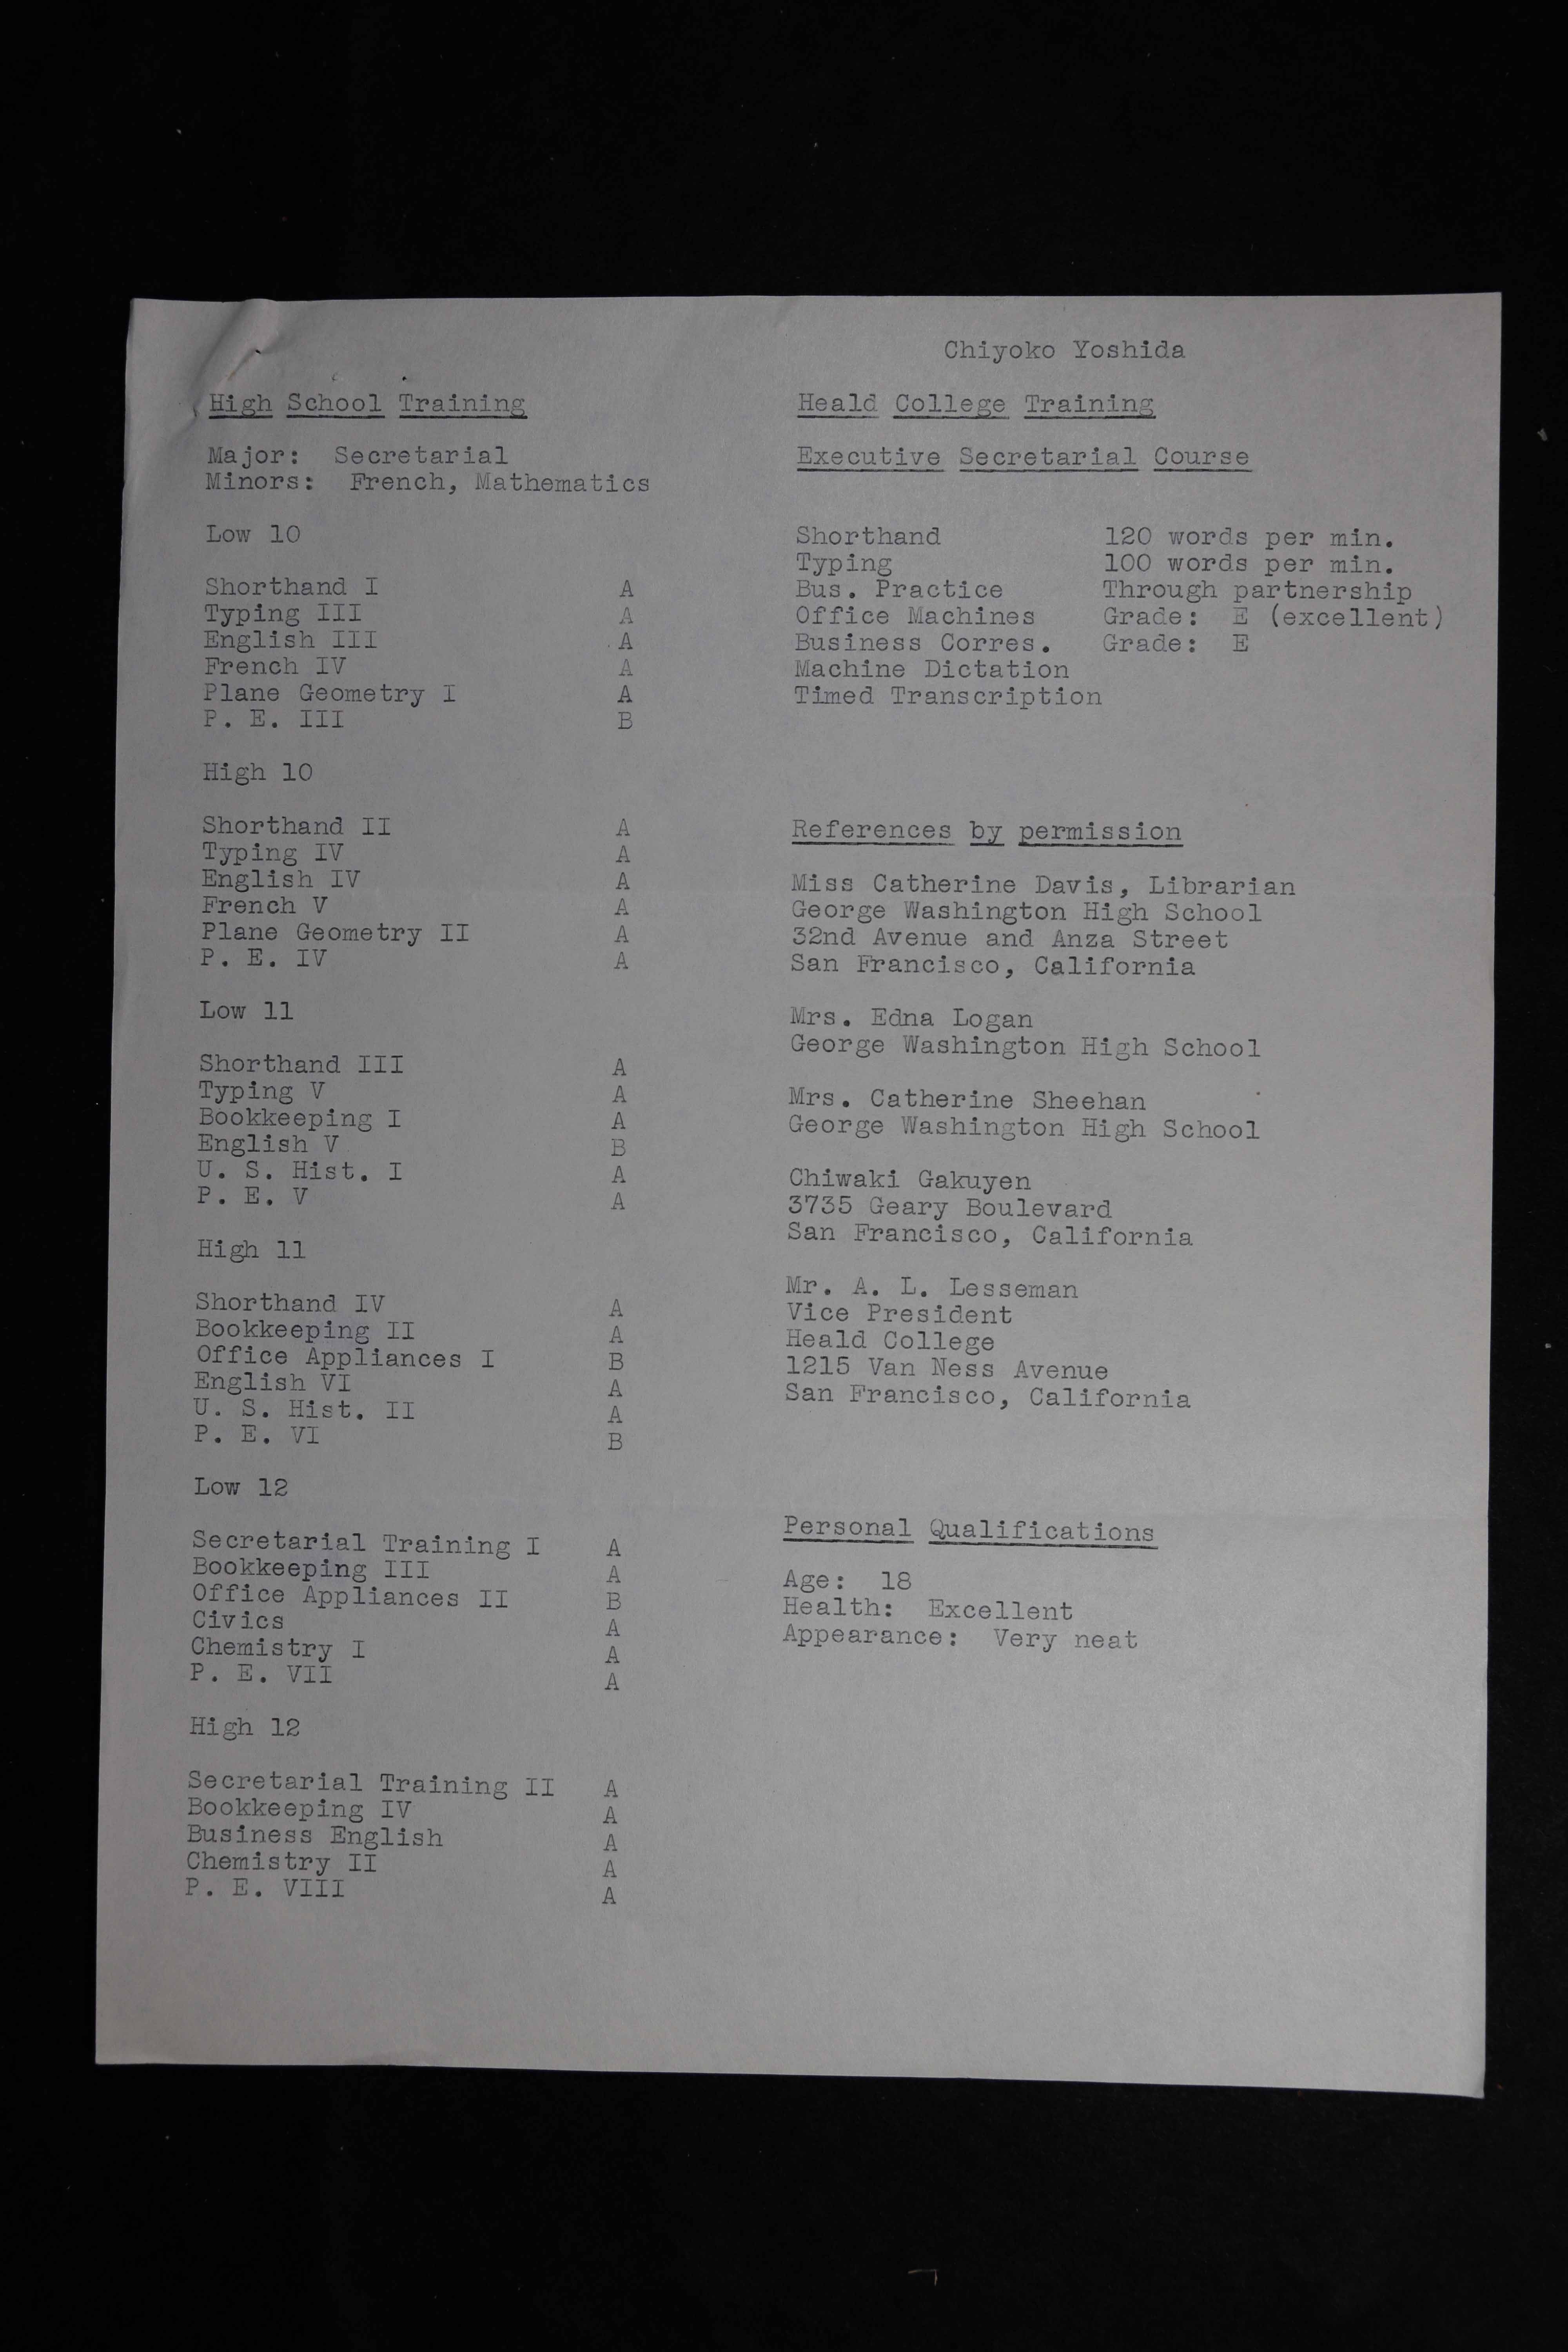 Chiyoko Yoshida
High School Training
Major: Secretarial
Minors: French, Mathematics
Low 10
Shorthand I A
Typing III A
English III A
French IV A
Plane Geometry I A
P. E. III B
High 10
Shorthand II A
Typing IV A
English IV A
French V A
Plane Geometry II A
P. E. IV A
Low 11
Shorthand III A
Typing V A
Bookkeeping I A
English V B
U. S. Hist. I A
P. E. V A
High 11
Shorthand IV A
Bookkeeping II A
Office Appliances I B
English VI A
U. S. Hist. II A
P. E. VI B
Low 12
Secretarial Training I A
Bookkeeping III A
Office Appliances II B
Civics A
Chemistry I A
P. E. VII A
High 12
Secretarial Training II A
Bookkeeping IV A
Business English A
Chemistry II A
P. E. VIII A
Heald College Training
Executive Secretarial Course
Shorthand 120 words per min.
Typing 100 words per min.
Bus. Practice Through partnership
Office Machines Grade: E (excellent)
Business Corres. Grade: E
Machine Dictation
Timed Transcription
References by permission
Miss Catherine Davis, Librarian
George Washington High School
32nd Avenue and Anza Street
San Francisco, California
Mrs. Edna Logan
George Washington High School
Mrs. Catherine Sheehan
George Washington High School
Chiwaki Gakuyen
3735 Geary Boulevard
San Francisco, California
Mr. A. L. Lesseman
Vice President
Heald College
1215 Van Ness Avenue
San Francisco, California
Personal Qualifications
Age: 18
Health: Excellent
Appearance: Very neat